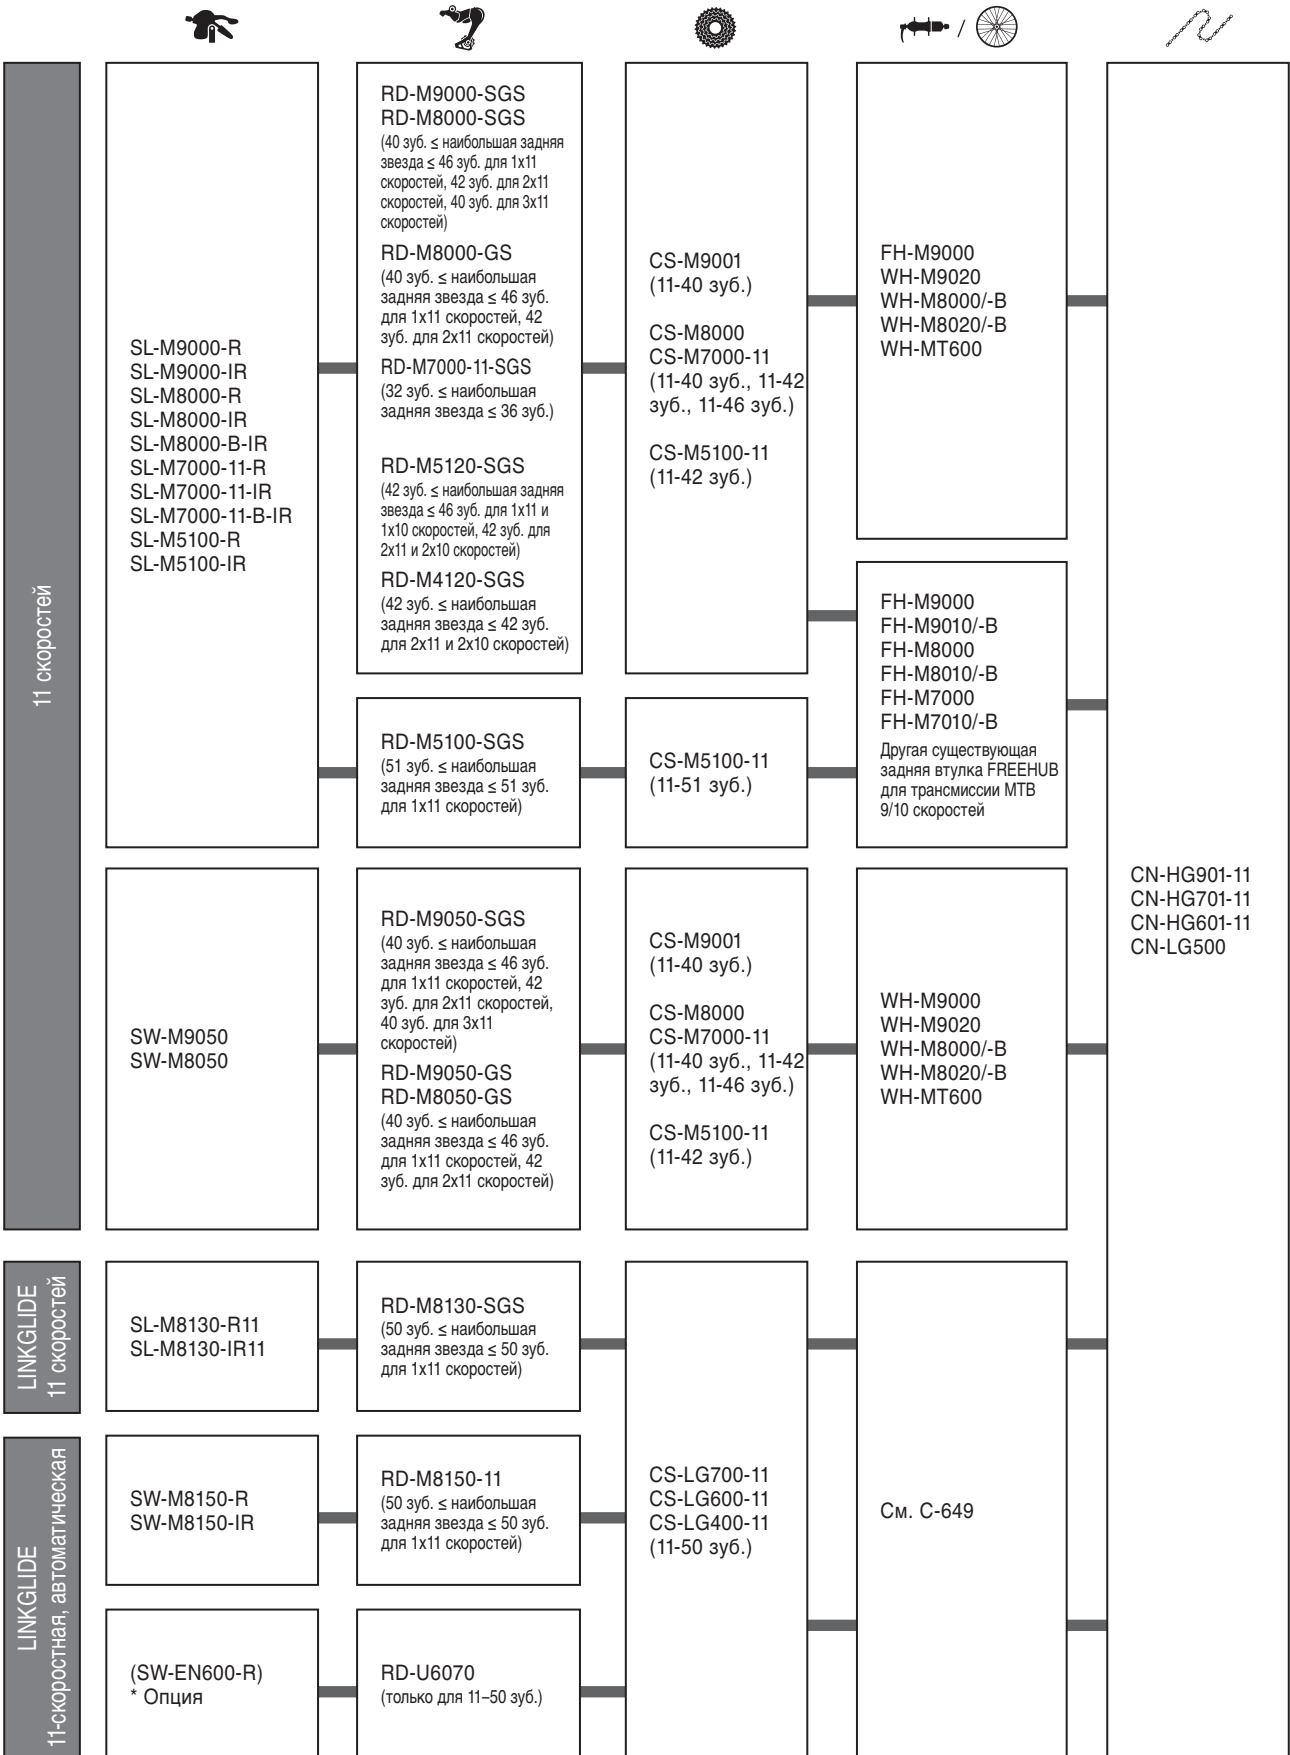 /
11 скоростей
SL-M9000-R
SL-M9000-IR
SL-M8000-R
SL-M8000-IR
SL-M8000-B-IR
SL-M7000-11-R
SL-M7000-11-IR
SL-M7000-11-B-IR
SL-M5100-R
SL-M5100-IR
RD-M9000-SGS
RD-M8000-SGS
(40 зуб. ≤ наибольшая задняя
звезда ≤ 46 зуб. для 1x11
скоростей, 42 зуб. для 2x11
скоростей, 40 зуб. для 3x11
скоростей)
RD-M8000-GS
(40 зуб. ≤ наибольшая
задняя звезда ≤ 46 зуб.
для 1x11 скоростей, 42
зуб. для 2x11 скоростей)
RD-M7000-11-SGS
(32 зуб. ≤ наибольшая
задняя звезда ≤ 36 зуб.)
RD-M5120-SGS
(42 зуб. ≤ наибольшая задняя
звезда ≤ 46 зуб. для 1x11 и
1x10 скоростей, 42 зуб. для
2x11 и 2x10 скоростей)
RD-M4120-SGS
(42 зуб. ≤ наибольшая
задняя звезда ≤ 42 зуб.
для 2x11 и 2x10 скоростей)
CS-M9001
(11-40 зуб.)
CS-M8000
CS-M7000-11
(11-40 зуб., 11-42
зуб., 11-46 зуб.)
CS-M5100-11
(11-42 зуб.)
FH-M9000
WH-M9020
WH-M8000/-B
WH-M8020/-B
WH-MT600
FH-M9000
FH-M9010/-B
FH-M8000
FH-M8010/-B
FH-M7000
FH-M7010/-B
Другая существующая
задняя втулка FREEHUB
для трансмиссии MTB
9/10 скоростей
RD-M5100-SGS
(51 зуб. ≤ наибольшая
задняя звезда ≤ 51 зуб.
для 1x11 скоростей)
CS-M5100-11
(11-51 зуб.)
SW-M9050
SW-M8050
RD-M9050-SGS
(40 зуб. ≤ наибольшая
задняя звезда ≤ 46 зуб.
для 1x11 скоростей, 42
зуб. для 2x11 скоростей,
40 зуб. для 3x11
скоростей)
RD-M9050-GS
RD-M8050-GS
(40 зуб. ≤ наибольшая
задняя звезда ≤ 46 зуб.
для 1x11 скоростей, 42
зуб. для 2x11 скоростей)
CS-M9001
(11-40 зуб.)
CS-M8000
CS-M7000-11
(11-40 зуб., 11-42
зуб., 11-46 зуб.)
CS-M5100-11
(11-42 зуб.)
WH-M9000
WH-M9020
WH-M8000/-B
WH-M8020/-B
WH-MT600
CN-HG901-11
CN-HG701-11
CN-HG601-11
CN-LG500
LINKGLIDE
11 скоростей
SL-M8130-R11
SL-M8130-IR11
RD-M8130-SGS
(50 зуб. ≤ наибольшая
задняя звезда ≤ 50 зуб.
для 1x11 скоростей)
LINKGLIDE
11-скоростная, автоматическая
SW-M8150-R
SW-M8150-IR
RD-M8150-11
(50 зуб. ≤ наибольшая
задняя звезда ≤ 50 зуб.
для 1x11 скоростей)
CS-LG700-11
CS-LG600-11
CS-LG400-11
(11-50 зуб.)
См. C-649
(SW-EN600-R)
* Опция
RD-U6070
(только для 11–50 зуб.)